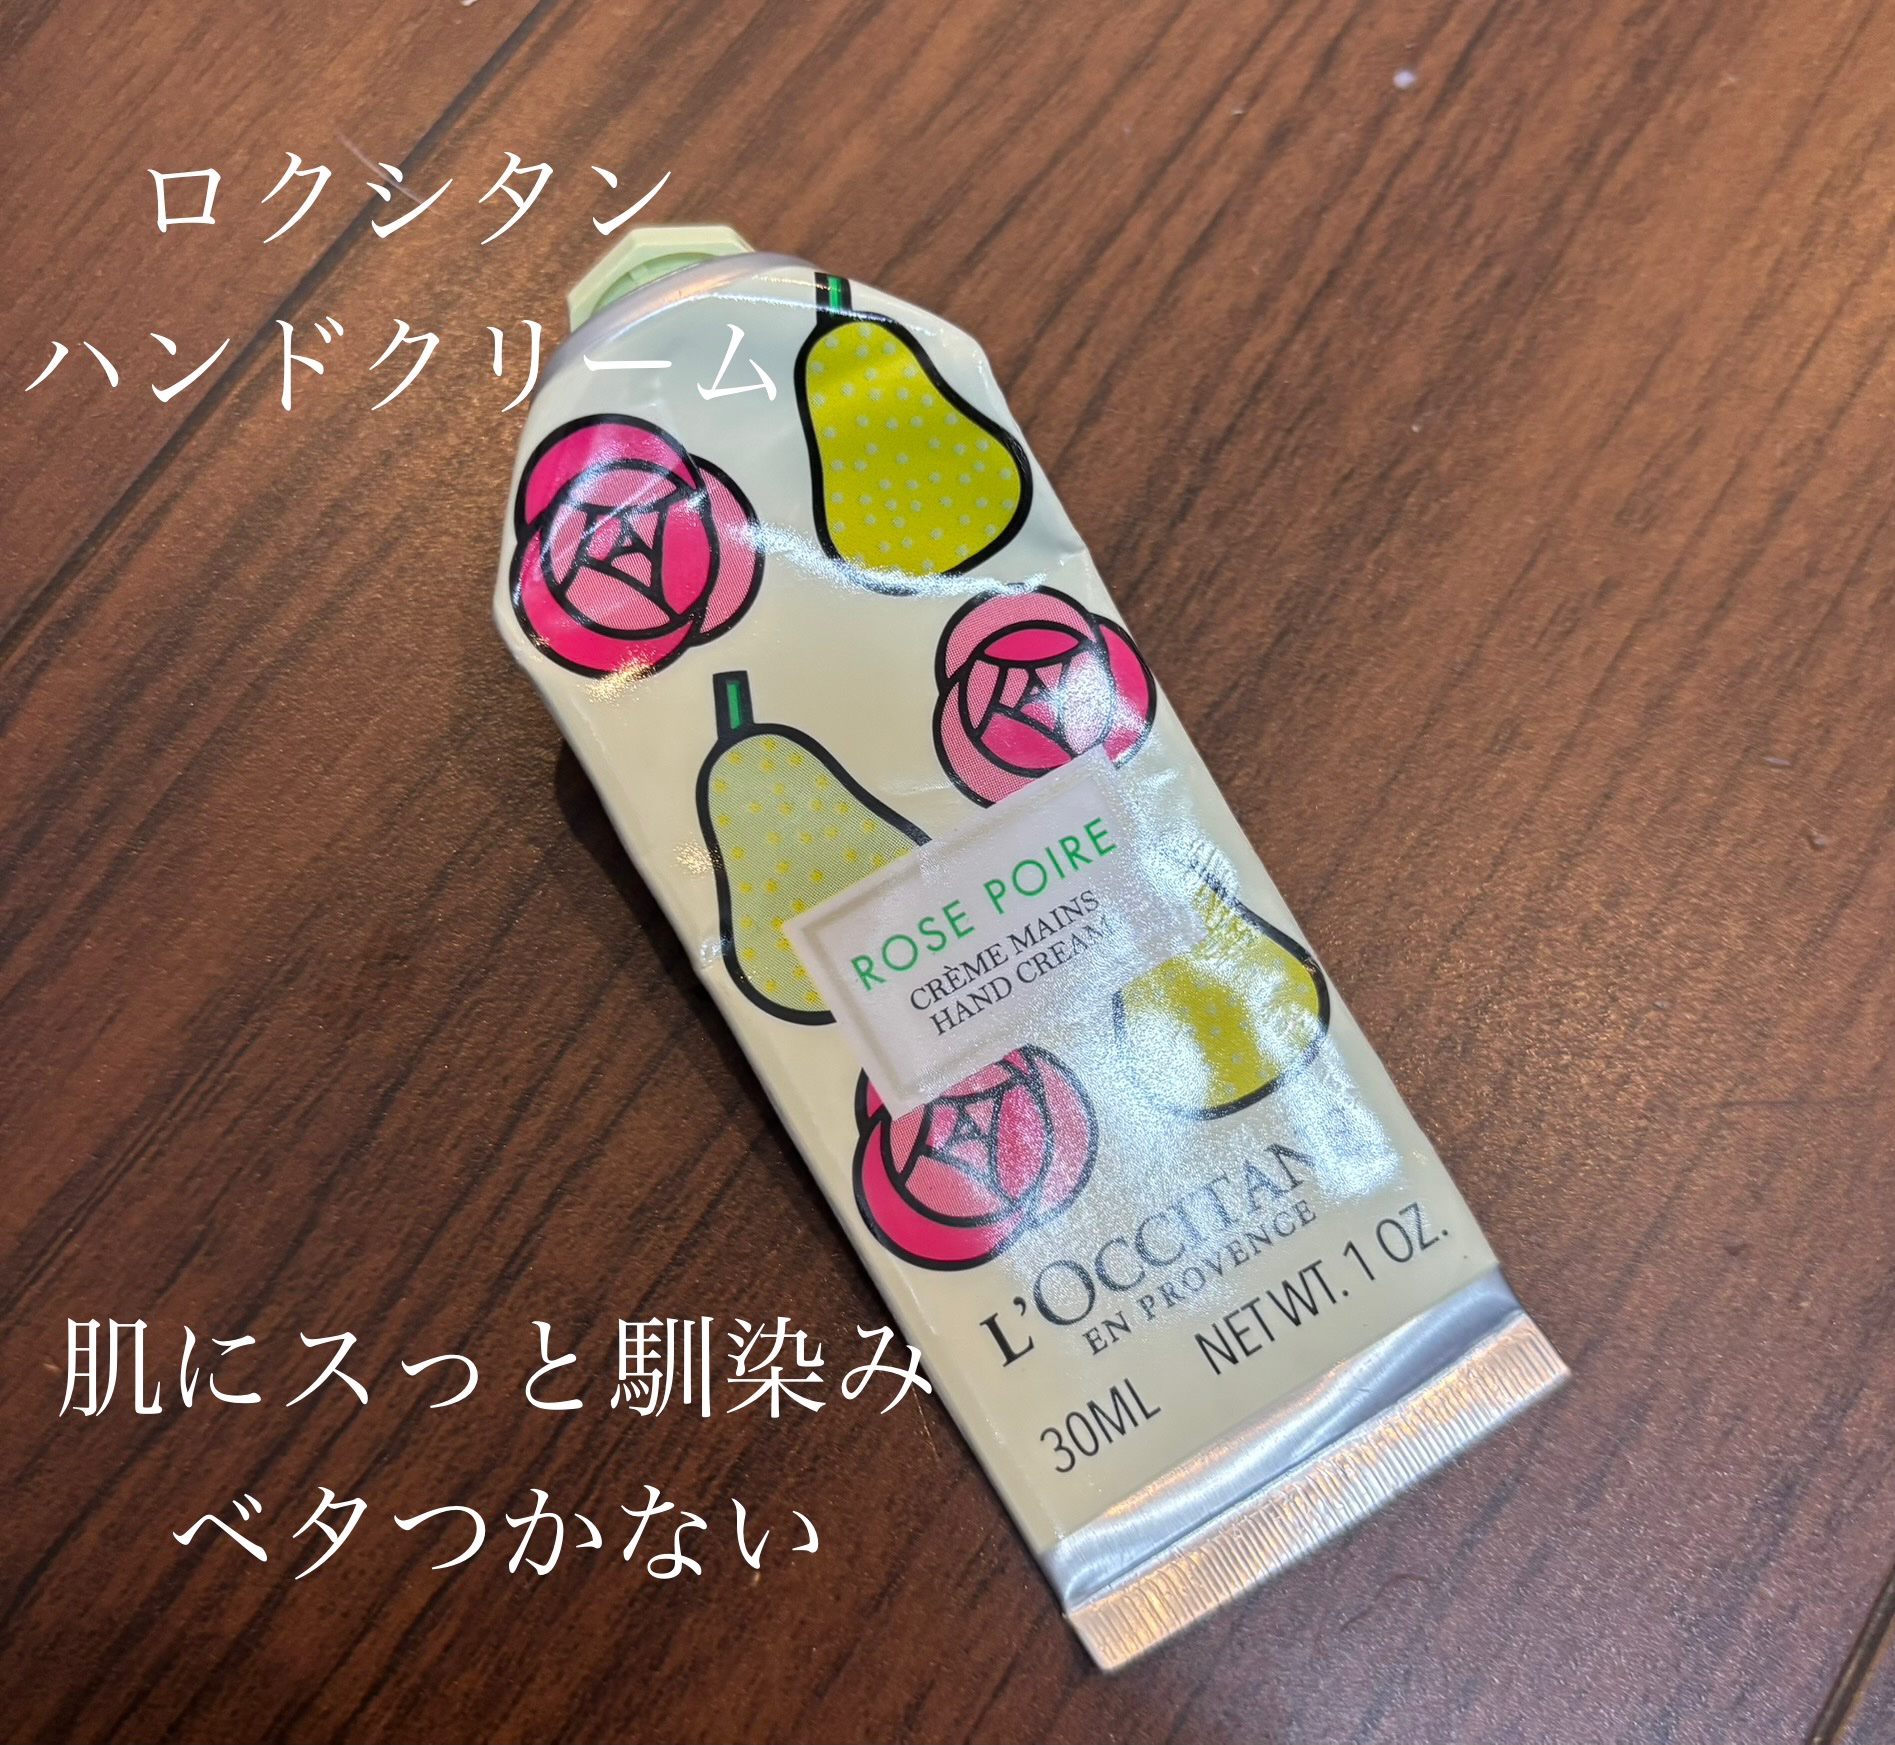 ロクシタン
ハンドクリーム
ROSE POIRE
CRÈME MAINS
HAND CREAM
L'OCCITAN
EN PROVENCE
30ML NET WT. 1 OZ.
肌にスっと馴染み
ベタつかない